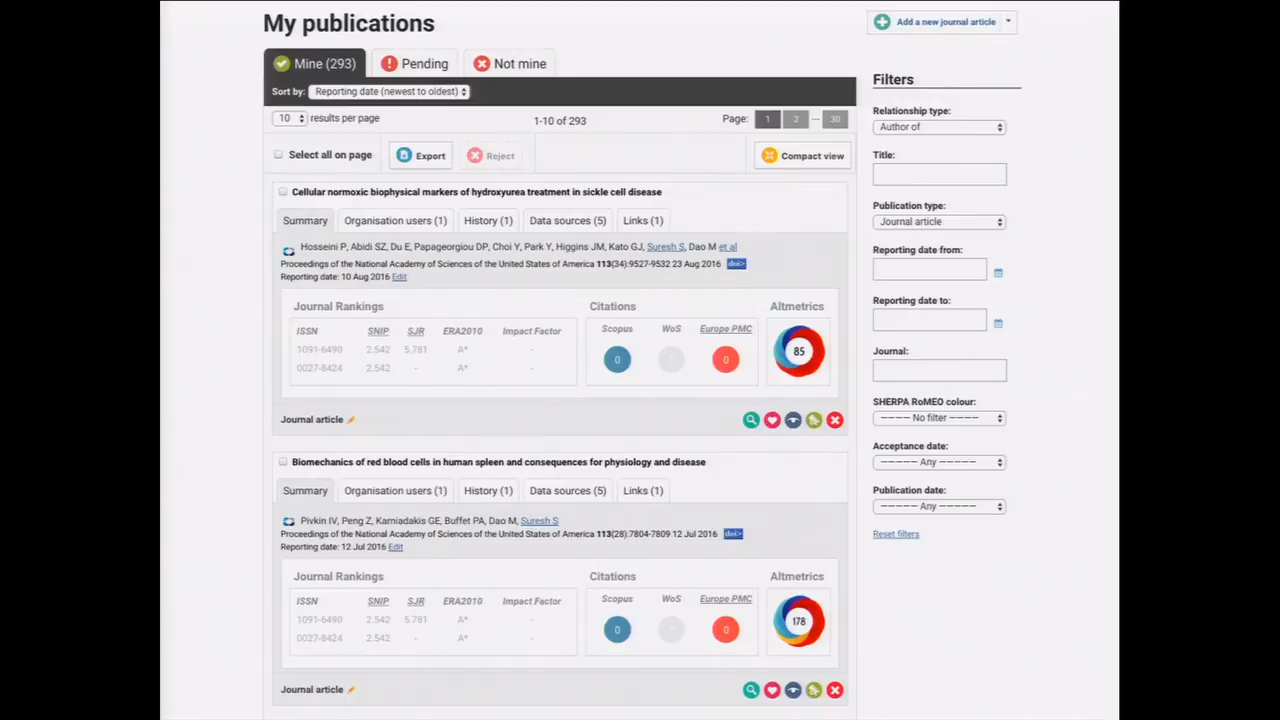 My publications
Add a new journal article
Mine (293)
Pending
Not mine
Sort by: Reporting date (newest to oldest)
10 results per page
1-10 of 293
Page: 1 2 ... 30
Select all on page
Export
Reject
Compact view
Cellular normoxic biophysical markers of hydroxyurea treatment in sickle cell disease
Summary Organisation users (1) History (1) Data sources (5) Links (1)
Hosseini P, Abidi SZ, Du E, Papageorgiou DP, Choi Y, Park Y, Higgins JM, Kato GJ, Suresh S, Dao M et al
Proceedings of the National Academy of Sciences of the United States of America 113(34):9527-9532 23 Aug 2016 doi>
Reporting date: 10 Aug 2016 Edit
Journal Rankings Citations Altmetrics
ISSN SNIP SJR ERA2010 Impact Factor Scopus WoS Europe PMC
1091-6490 2.542 5.781 A* -
0027-8424 2.542 - A* -
0 0 85
Journal article
Biomechanics of red blood cells in human spleen and consequences for physiology and disease
Summary Organisation users (1) History (1) Data sources (5) Links (1)
Pivkin IV, Peng Z, Karniadakis GE, Buffet PA, Dao M, Suresh S
Proceedings of the National Academy of Sciences of the United States of America 113(28):7804-7809 12 Jul 2016 doi>
Reporting date: 12 Jul 2016 Edit
Journal Rankings Citations Altmetrics
ISSN SNIP SJR ERA2010 Impact Factor Scopus WoS Europe PMC
1091-6490 2.542 5.781 A* -
0027-8424 2.542 - A* -
0 0 178
Journal article
Filters
Relationship type:
Author of
Title:
Publication type:
Journal article
Reporting date from:
Reporting date to:
Journal:
SHERPA RoMEO colour:
---- No filter ----
Acceptance date:
----- Any -----
Publication date:
----- Any -----
Reset filters